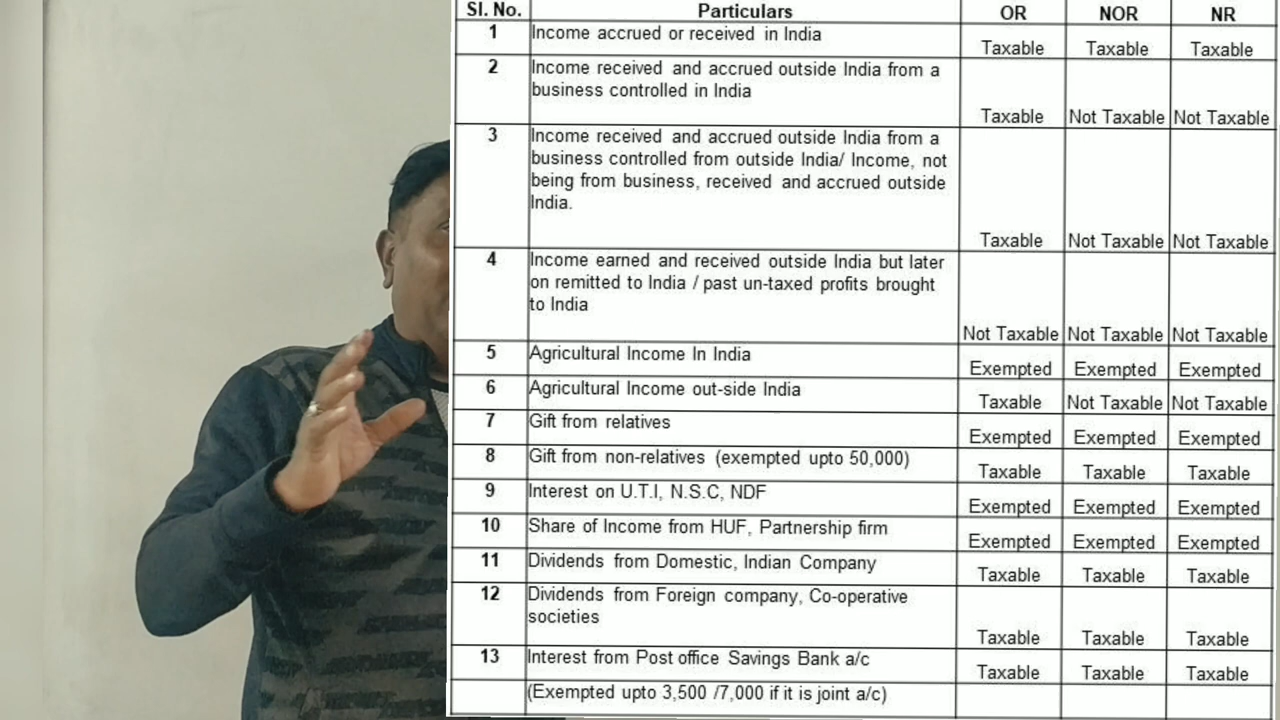 Sl. No. Particulars OR NOR NR
1 Income accrued or received in India Taxable Taxable Taxable
2 Income received and accrued outside India from a
business controlled in India
Taxable Not Taxable Not Taxable
3 Income received and accrued outside India from a
business controlled from outside India/ Income, not
being from business, received and accrued outside
India.
Taxable Not Taxable Not Taxable
4 Income earned and received outside India but later
on remitted to India / past un-taxed profits brought
to India
Not Taxable Not Taxable Not Taxable
5 Agricultural Income In India Exempted Exempted Exempted
6 Agricultural Income out-side India Taxable Not Taxable Not Taxable
7 Gift from relatives Exempted Exempted Exempted
8 Gift from non-relatives (exempted upto 50,000) Taxable Taxable Taxable
9 Interest on U.T.I, N.S.C, NDF Exempted Exempted Exempted
10 Share of Income from HUF, Partnership firm Exempted Exempted Exempted
11 Dividends from Domestic, Indian Company Taxable Taxable Taxable
12 Dividends from Foreign company, Co-operative
societies
Taxable Taxable Taxable
13 Interest from Post office Savings Bank a/c Taxable Taxable Taxable
(Exempted upto 3,500 /7,000 if it is joint a/c)